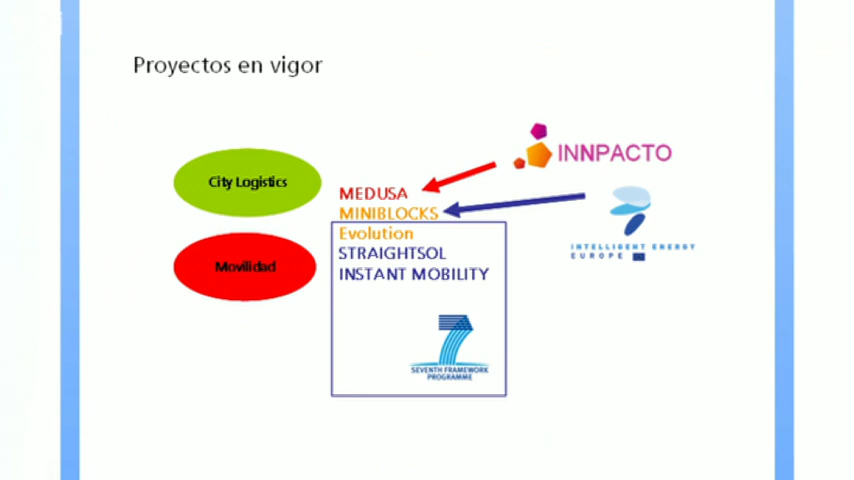 Proyectos en vigor
INNPACTO
City Logistics
MEDUSA
MINIBLOCKS
Evolution
STRAIGHTSOL
INSTANT MOBILITY
INTELLIGENT ENERGY
EUROPE
Movilidad
7
SEVENTH FRAMEWORK
PROGRAMME